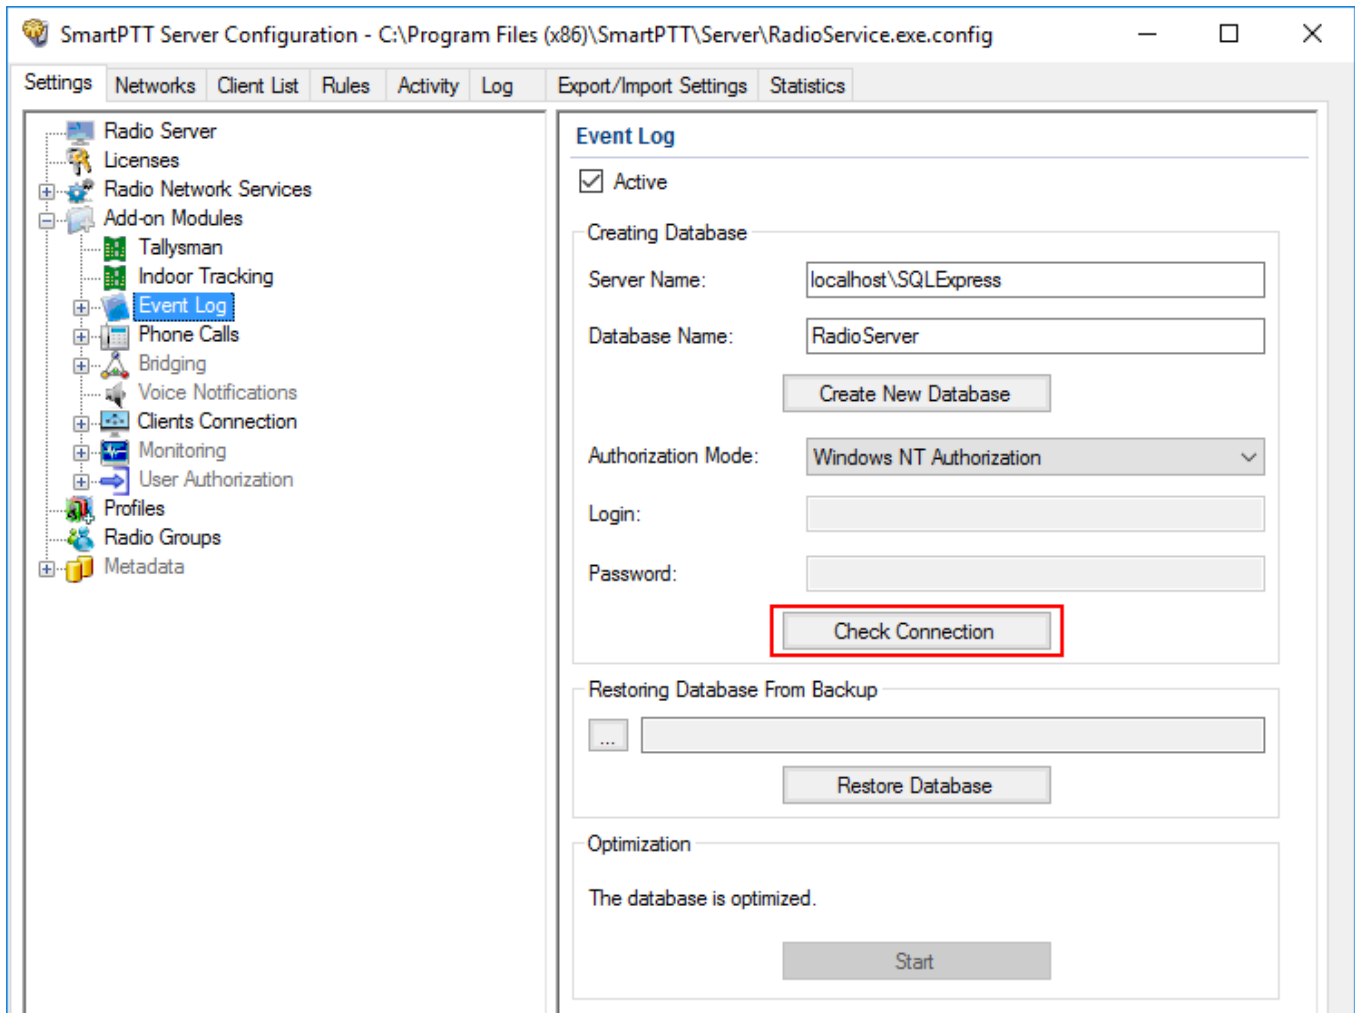 SmartPTT Server Configuration - C:\Program Files (x86)\SmartPTT\Server\RadioService.exe.config
Settings Networks Client List Rules Activity Log Export/Import Settings Statistics
Radio Server
Licenses
Radio Network Services
Add-on Modules
Tallysman
Indoor Tracking
Event Log
Phone Calls
Bridging
Voice Notifications
Clients Connection
Monitoring
User Authorization
Profiles
Radio Groups
Metadata
Event Log
Active
Creating Database
Server Name: localhost\SQLExpress
Database Name: RadioServer
Create New Database
Authorization Mode: Windows NT Authorization
Login:
Password:
Check Connection
Restoring Database From Backup
...
Restore Database
Optimization
The database is optimized.
Start